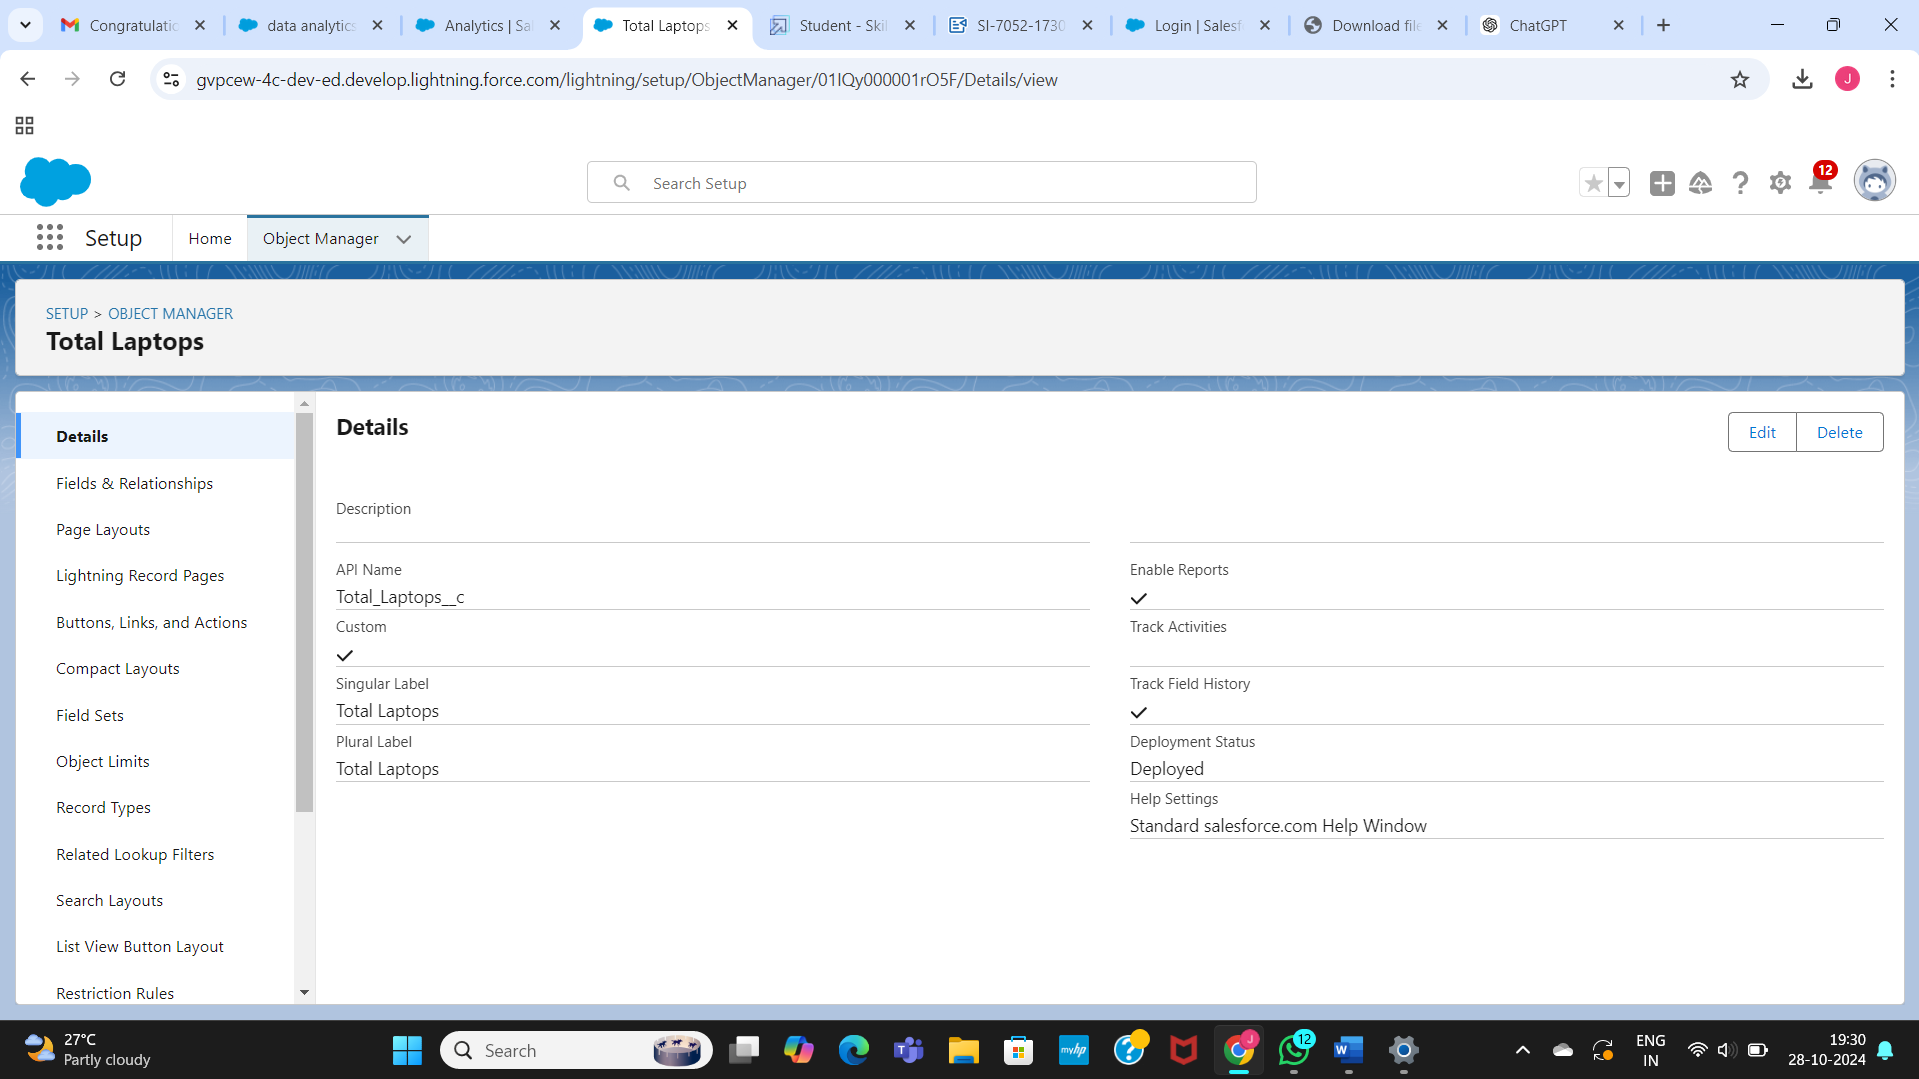 Congratulatio
data analytics
Analytics | Sal
Total Laptops
Student - Skil
SI-7052-1730
Login | Salesf
Download file
ChatGPT
gvpcew-4c-dev-ed.develop.lightning.force.com/lightning/setup/ObjectManager/01IQy000001rO5F/Details/view
J
Search Setup
12
Setup
Home
Object Manager
SETUP > OBJECT MANAGER
Total Laptops
Details
Fields & Relationships
Page Layouts
Lightning Record Pages
Buttons, Links, and Actions
Compact Layouts
Field Sets
Object Limits
Record Types
Related Lookup Filters
Search Layouts
List View Button Layout
Restriction Rules
Details
Edit
Delete
Description
API Name
Total_Laptops__c
Custom
Singular Label
Total Laptops
Plural Label
Total Laptops
Enable Reports
Track Activities
Track Field History
Deployment Status
Deployed
Help Settings
Standard salesforce.com Help Window
27°C
Partly cloudy
Search
myhp
J
12
W
ENG
IN
19:30
28-10-2024